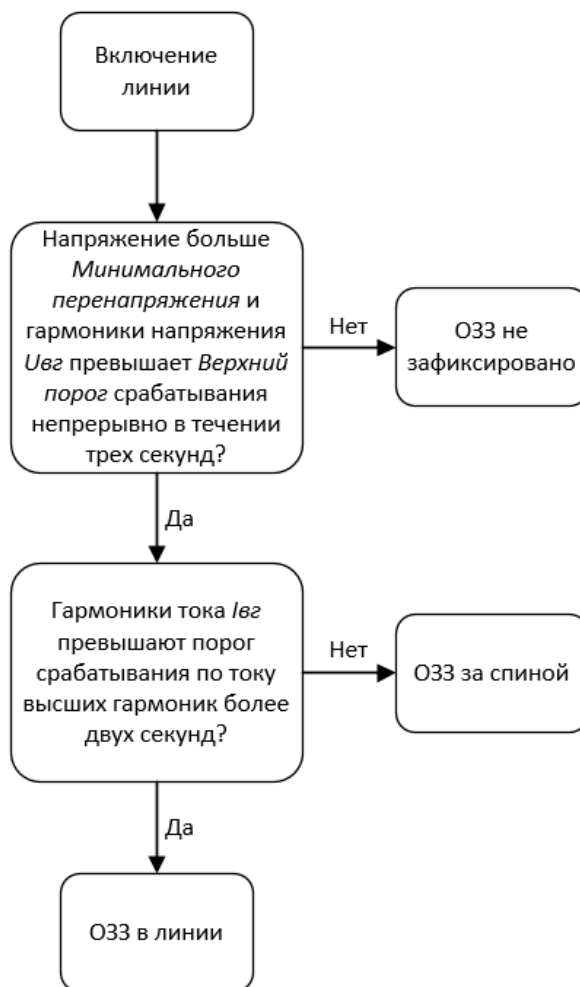 Включение
линии
Напряжение больше
Минимального
перенапряжения и
гармоники напряжения
Uвг превышает Верхний
порог срабатывания
непрерывно в течении
трех секунд?
Нет
ОЗЗ не
зафиксировано
Да
Гармоники тока Iвг
превышают порог
срабатывания по току
высших гармоник более
двух секунд?
Нет
ОЗЗ за спиной
Да
ОЗЗ в линии